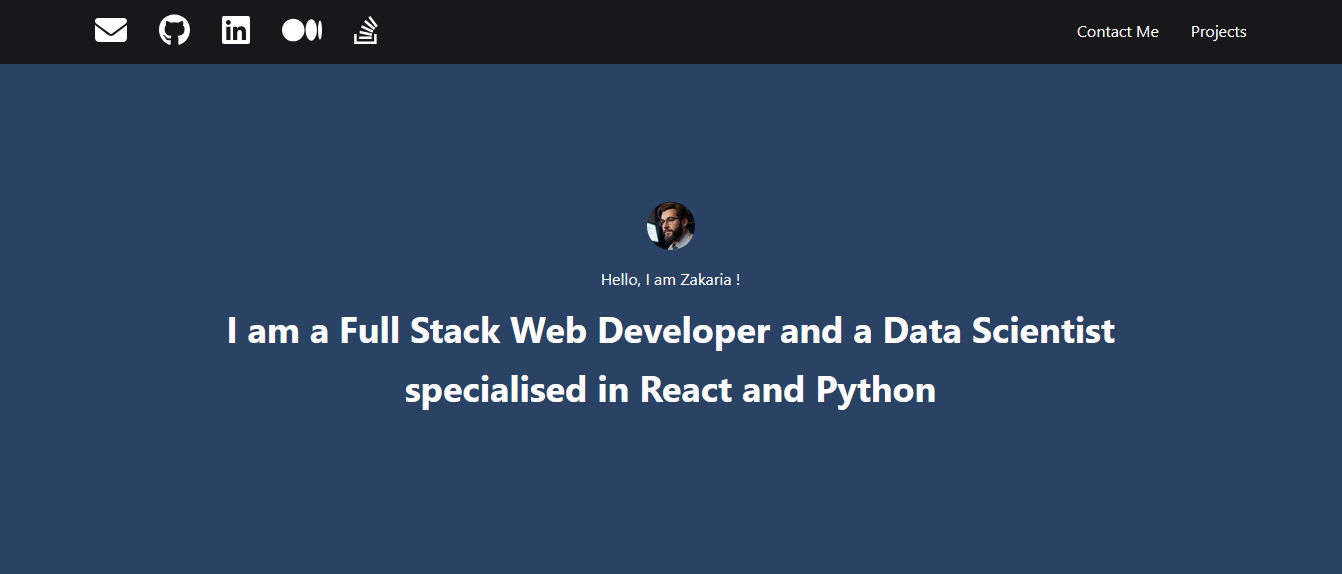 Contact Me
Projects
Hello, I am Zakaria !
I am a Full Stack Web Developer and a Data Scientist
specialised in React and Python